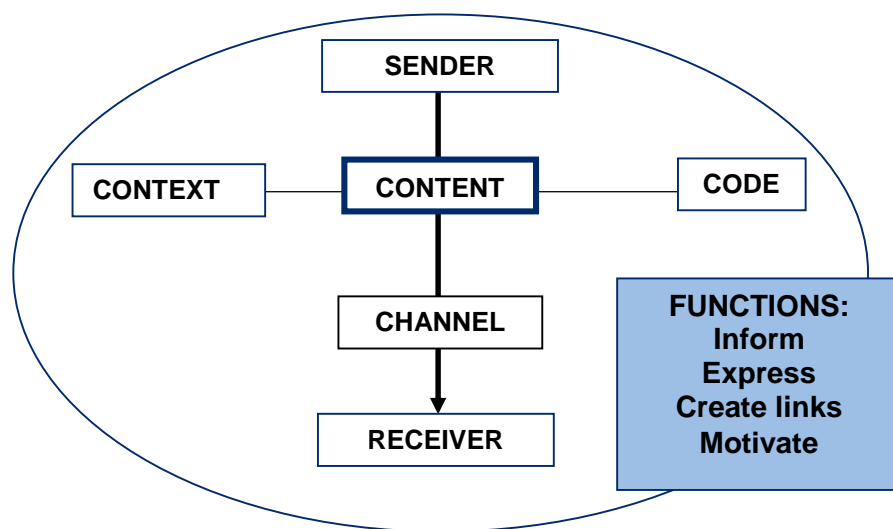 SENDER
CONTEXT
CONTENT
CODE
CHANNEL
RECEIVER
FUNCTIONS:
Inform
Express
Create links
Motivate